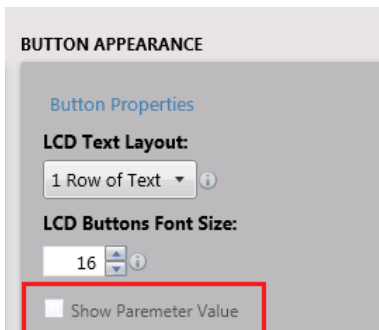 BUTTON APPEARANCE
Button Properties
LCD Text Layout:
1 Row of Text
LCD Buttons Font Size:
16
Show Paremeter Value